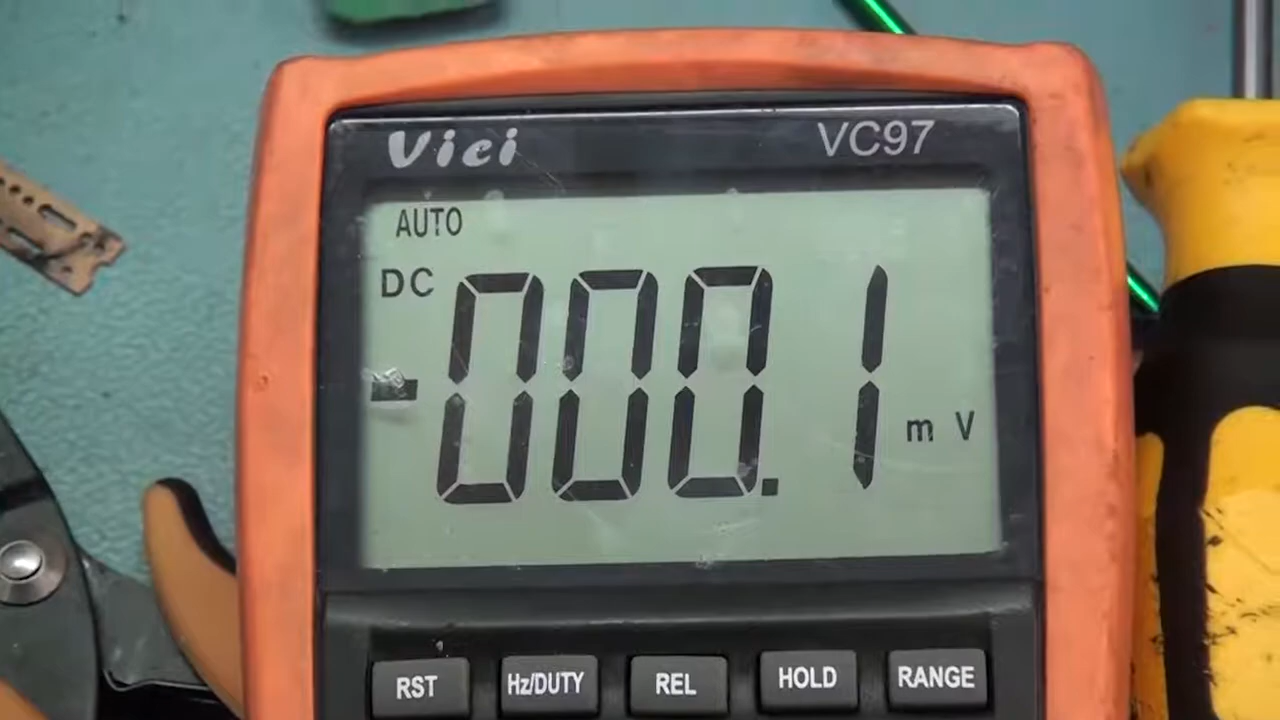 Vici VC97
AUTO
DC
-000.1 mV
RST Hz/DUTY REL HOLD RANGE